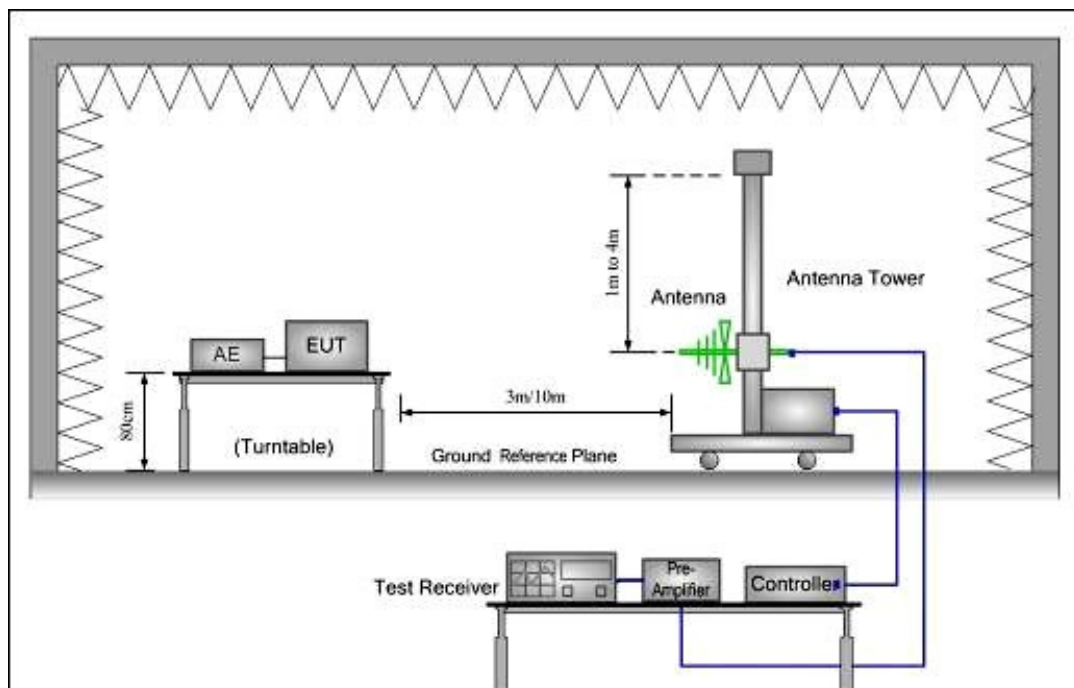 1m to 4m
Antenna
Antenna Tower
AE
EUT
80cm
(Turntable)
3m/10m
Ground Reference Plane
Test Receiver
Pre-
Amplifier
Controller